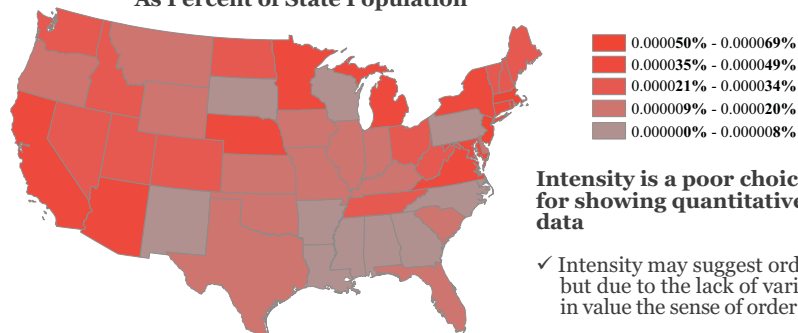 As Percent of State Population
0.000050% - 0.000069%
0.000035% - 0.000049%
0.000021% - 0.000034%
0.000009% - 0.000020%
0.000000% - 0.000008%
Intensity is a poor choic
for showing quantitative
data
✓ Intensity may suggest ord
but due to the lack of vari
in value the sense of order